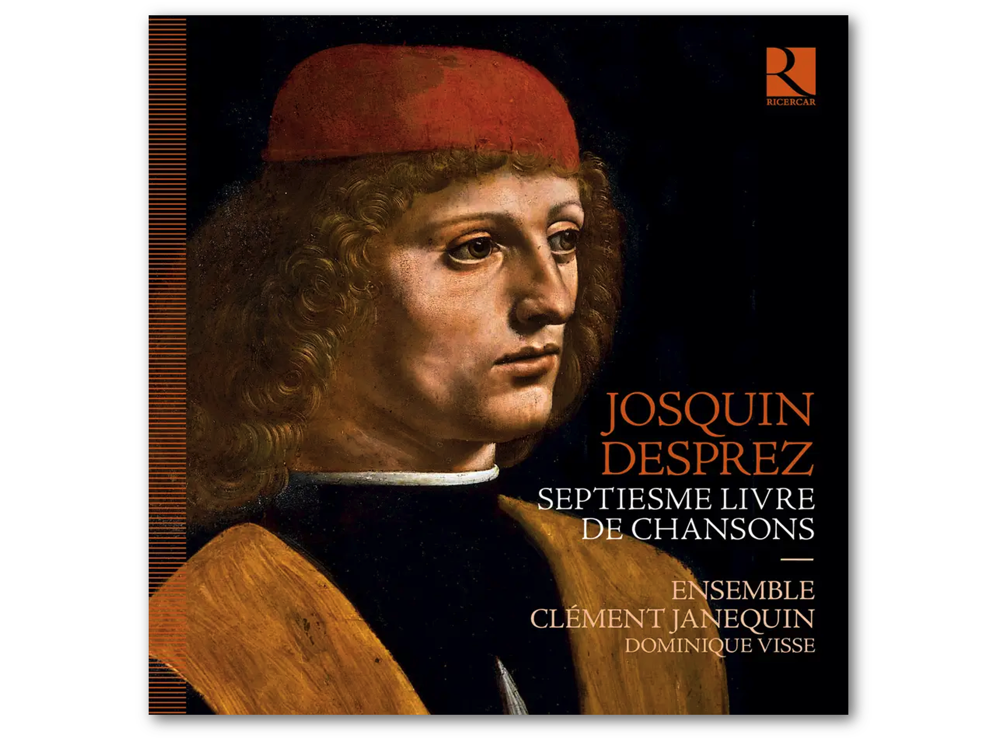 RICERCAR
JOSQUIN
DESPREZ
SEPTIESME LIVRE
DE CHANSONS
ENSEMBLE
CLÉMENT JANEQUIN
DOMINIQUE VISSE